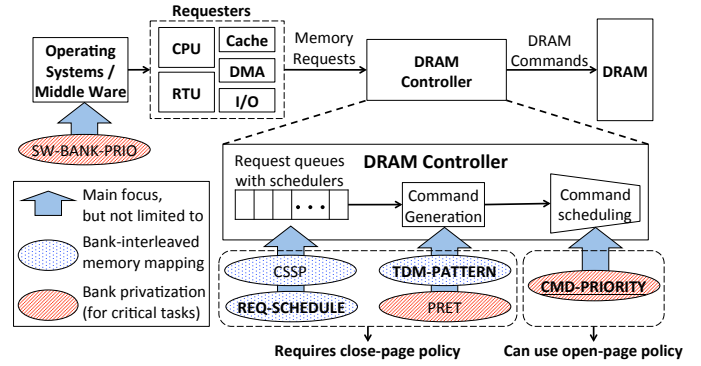 Requesters
Operating
Systems /
Middle Ware
CPU
Cache
DMA
RTU
I/O
Memory
Requests
DRAM
Controller
DRAM
Commands
DRAM
SW-BANK-PRIO
Request queues
with schedulers
DRAM Controller
Command
Generation
Command
scheduling
Main focus,
but not limited to
Bank-interleaved
memory mapping
Bank privatization
(for critical tasks)
CSSP
REQ-SCHEDULE
TDM-PATTERN
PRET
CMD-PRIORITY
Requires close-page policy
Can use open-page policy